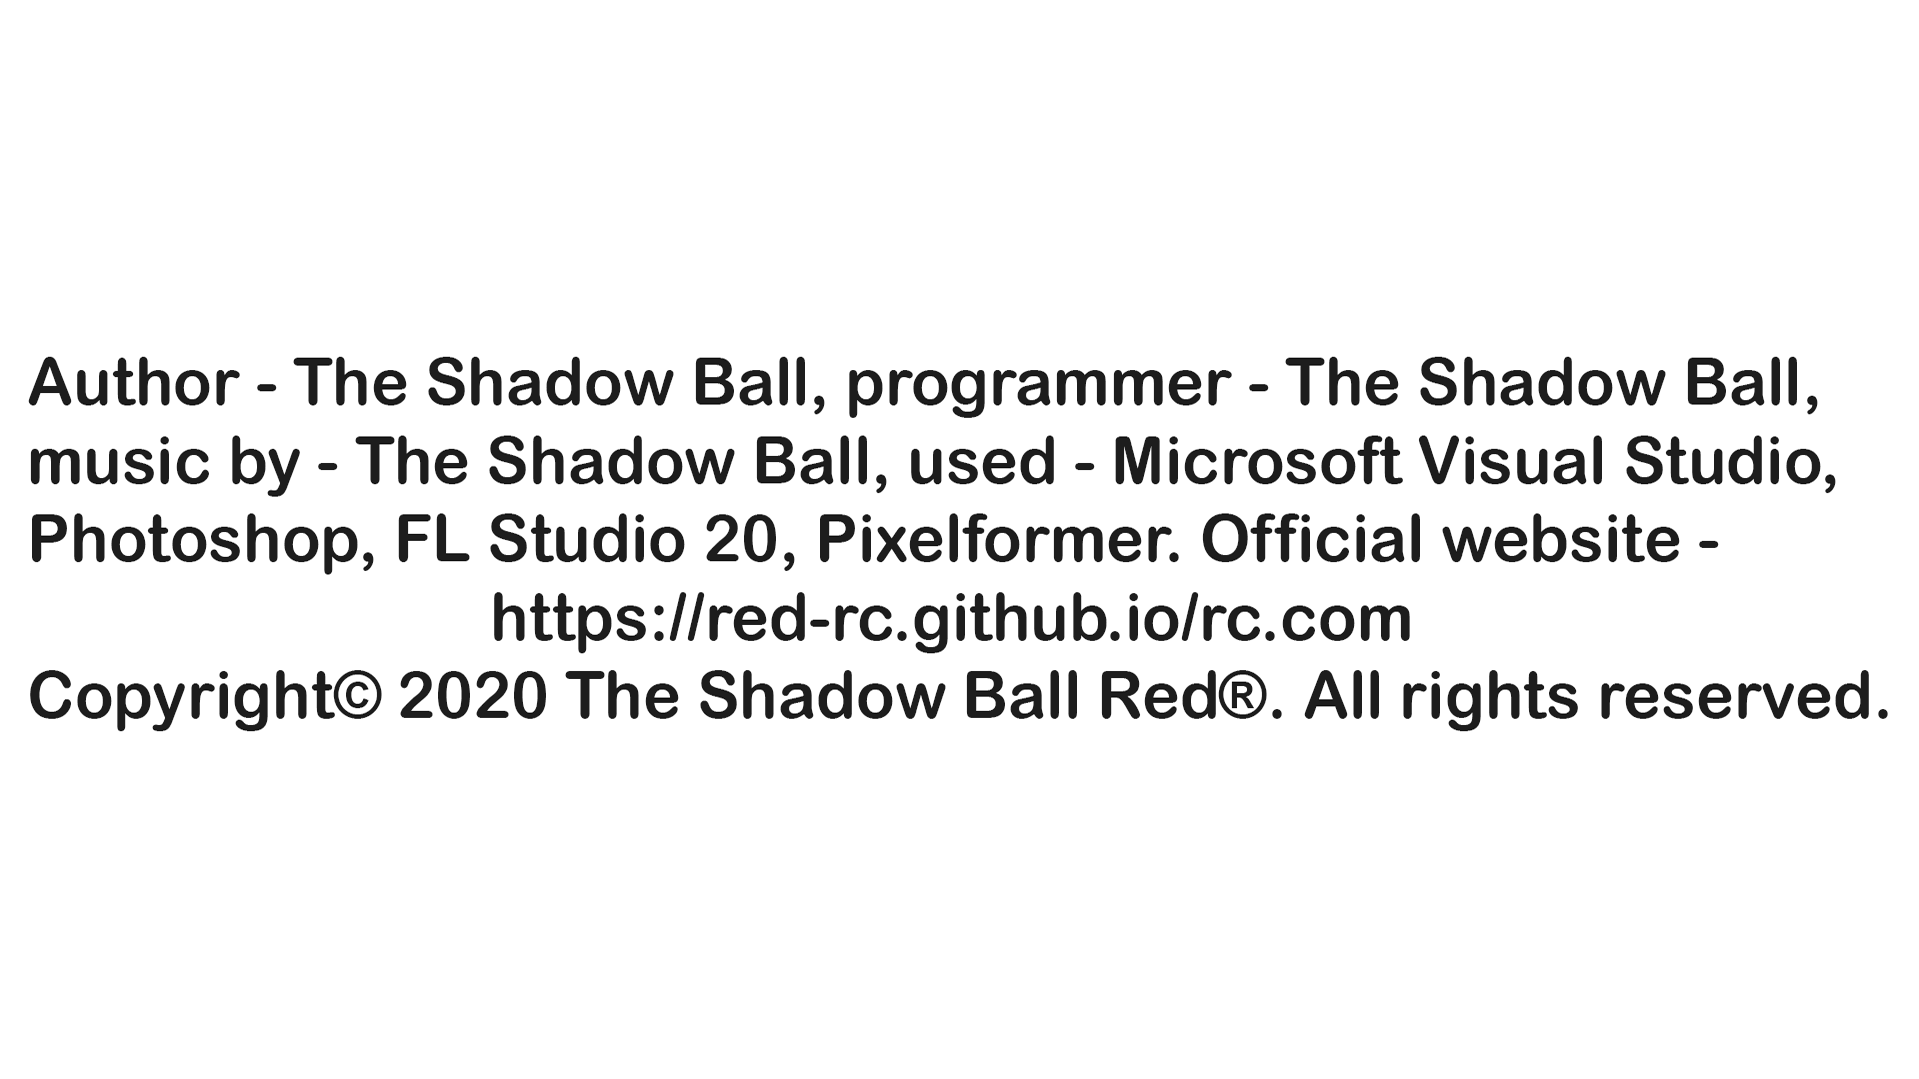 Author - The Shadow Ball, programmer - The Shadow Ball,
music by - The Shadow Ball, used - Microsoft Visual Studio,
Photoshop, FL Studio 20, Pixelformer. Official website -
https://red-rc.github.io/rc.com
Copyright© 2020 The Shadow Ball Red®. All rights reserved.